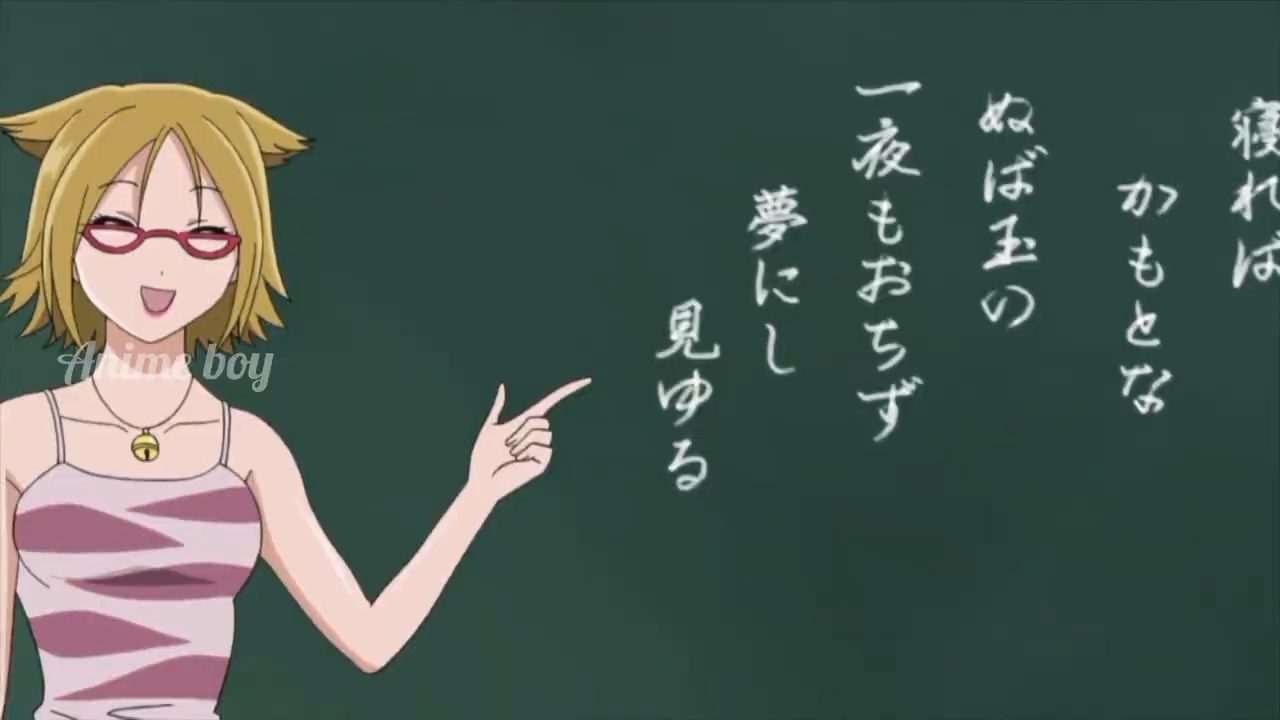 寝れば
かもとな
ぬば玉の
一夜もおちず
夢にし
見ゆる
Anime boy